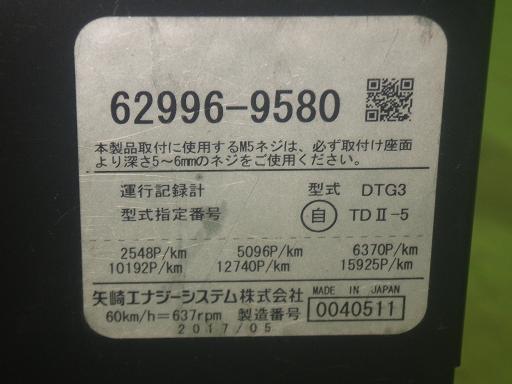 62996-9580
本製品取付に使用するM5ネジは、必ず取付け座面
より深さ5～6mmのネジをご使用ください。
運行記録計 型式 DTG3
型式指定番号 自 TDⅡ-5
2548P/km 5096P/km 6370P/km
10192P/km 12740P/km 15925P/km
矢崎エナジーシステム株式会社 MADE IN JAPAN
60km/h=637rpm 製造番号 0040511
2017/05